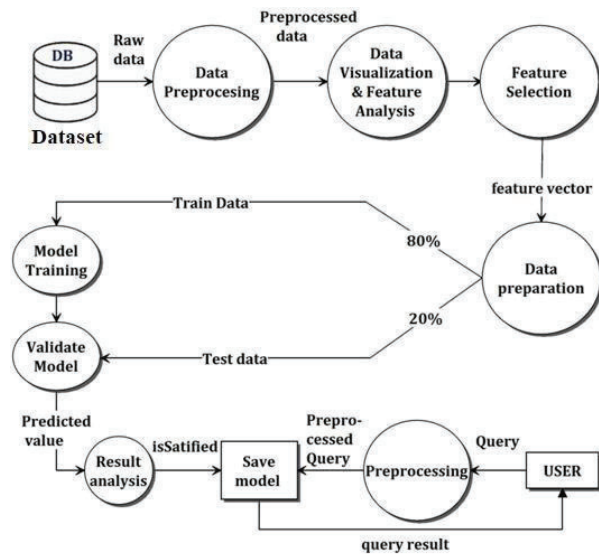 DB
Dataset
Raw
data
Data
Preprocesing
Preprocessed
data
Data
Visualization
& Feature
Analysis
Feature
Selection
feature vector
Data
preparation
80%
Train Data
20%
Test data
Model
Training
Validate
Model
Predicted
value
Result
analysis
isSatified
Save
model
Prepro-
cessed
Query
Preprocessing
Query
USER
query result